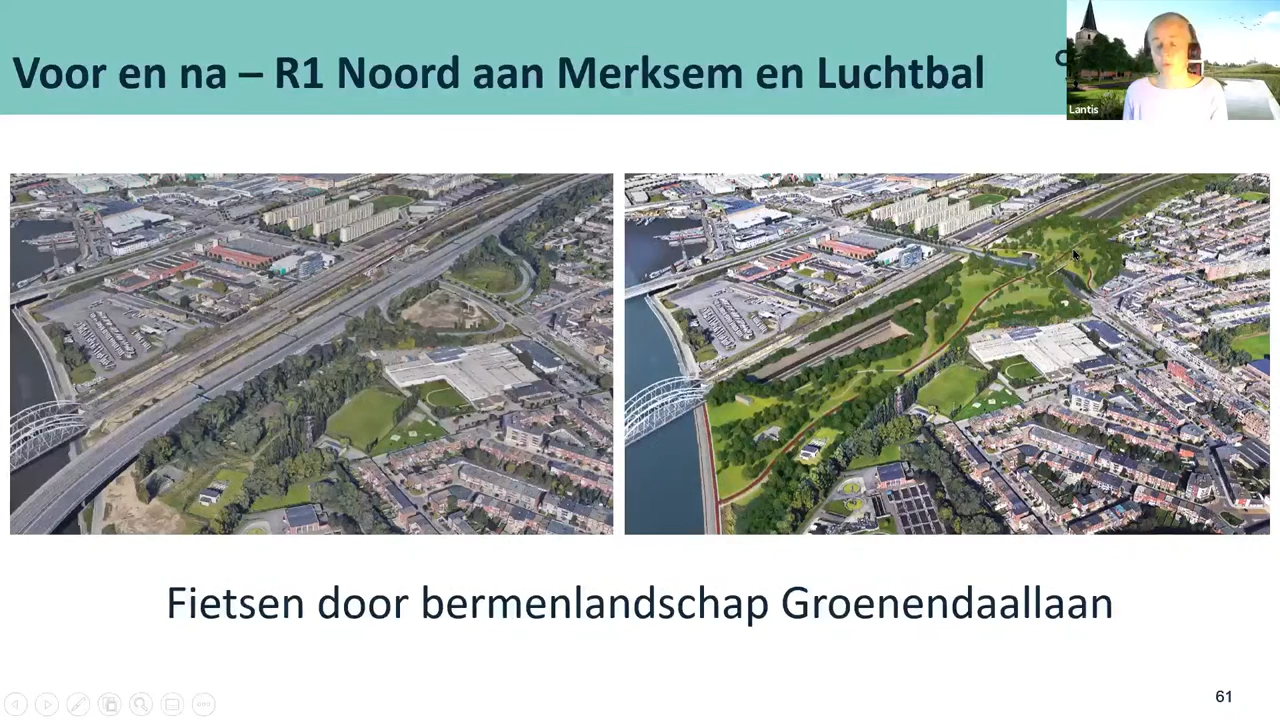 Voor en na – R1 Noord aan Merksem en Luchtbal
Lantis
Fietsen door bermenlandschap Groenendaallaan
61